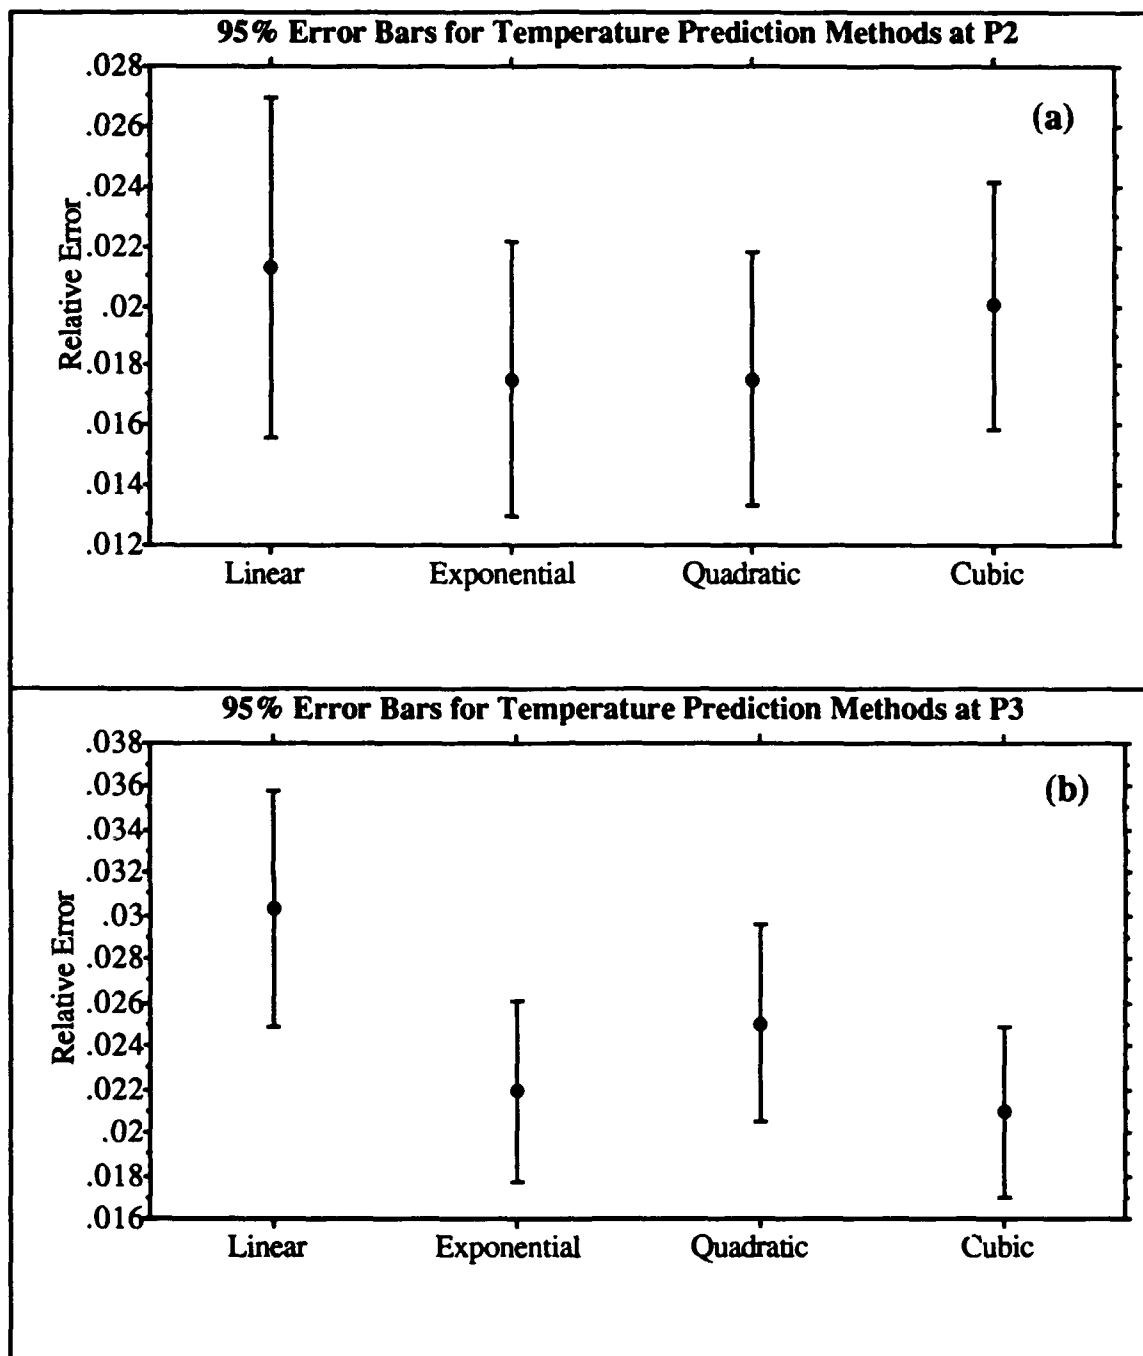 95% Error Bars for Temperature Prediction Methods at P2
.028
(a)
.026
.024
.022
.02
.018
.016
.014
.012
Relative Error
Linear Exponential Quadratic Cubic
95% Error Bars for Temperature Prediction Methods at P3
.038
(b)
.036
.034
.032
.03
.028
.026
.024
.022
.02
.018
.016
Relative Error
Linear Exponential Quadratic Cubic